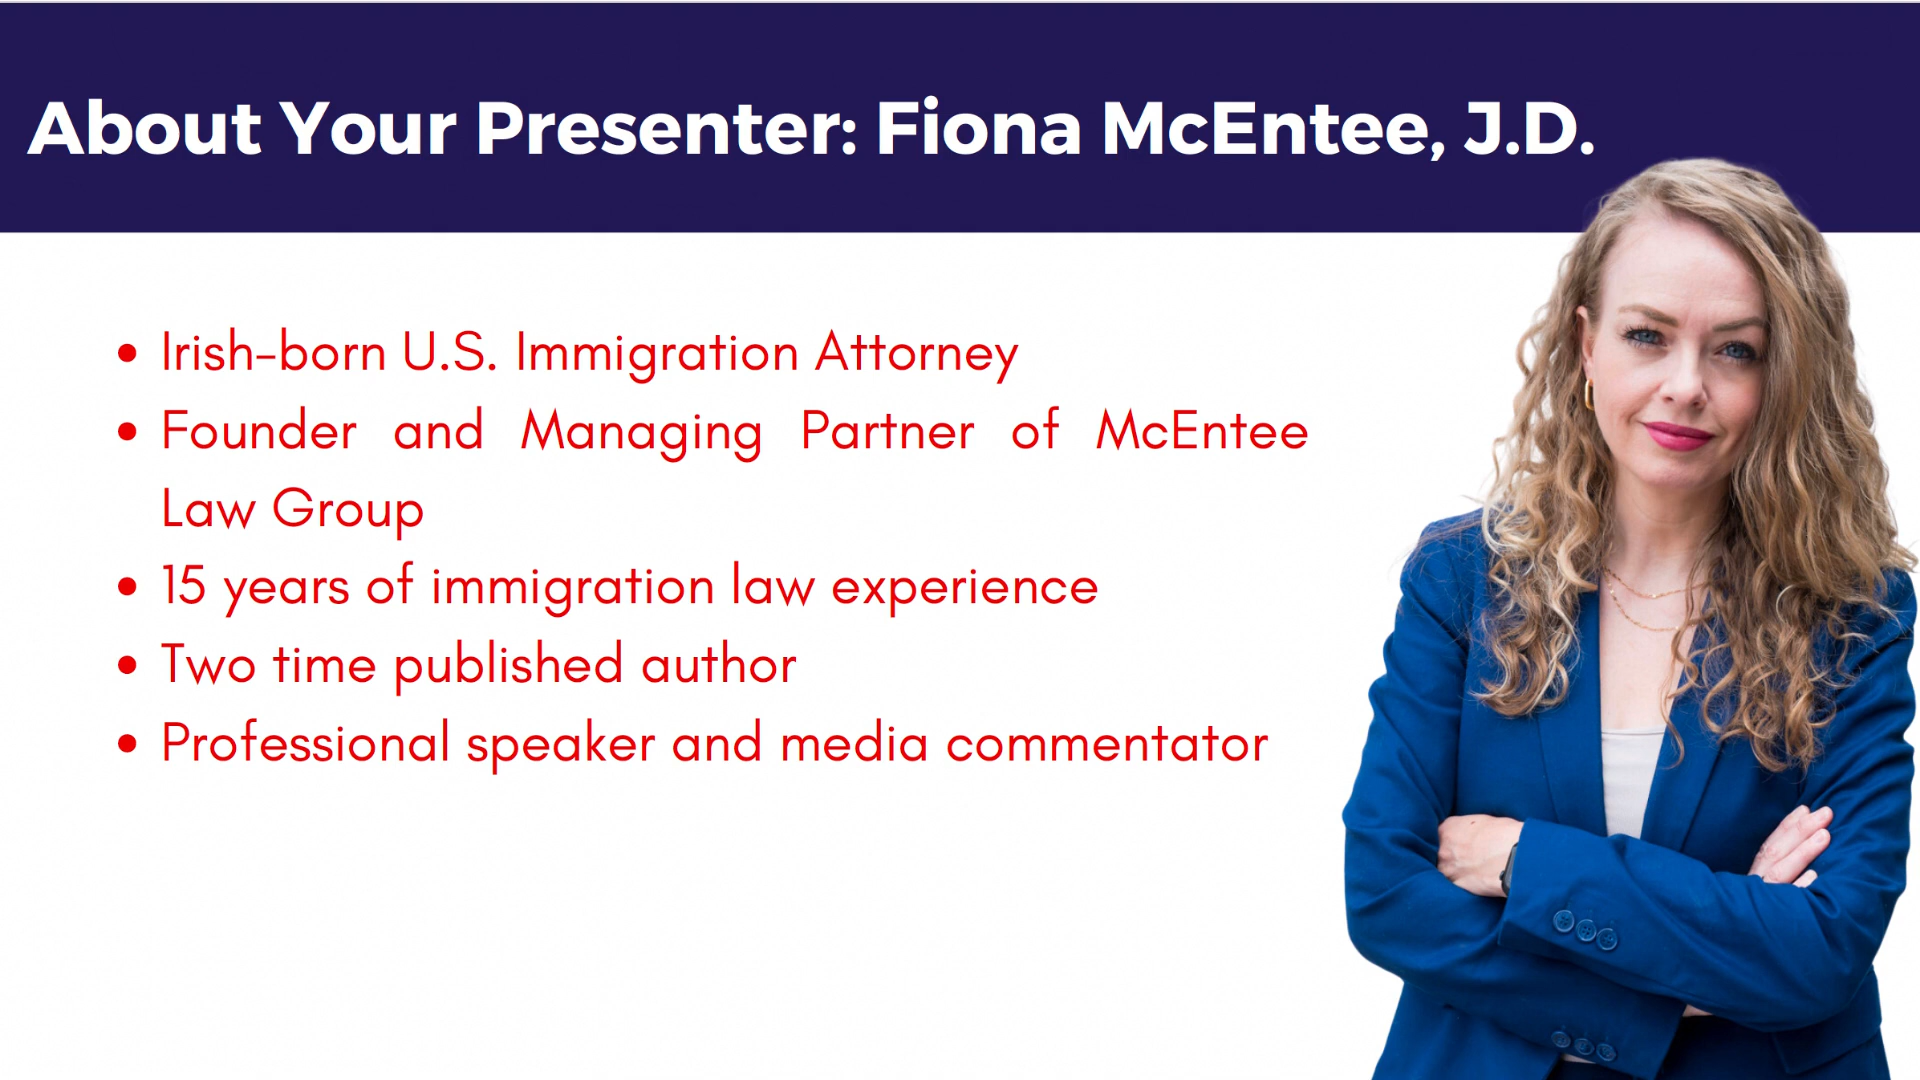 About Your Presenter: Fiona McEntee, J.D.
• Irish-born U.S. Immigration Attorney
• Founder and Managing Partner of McEntee
Law Group
• 15 years of immigration law experience
• Two time published author
• Professional speaker and media commentator